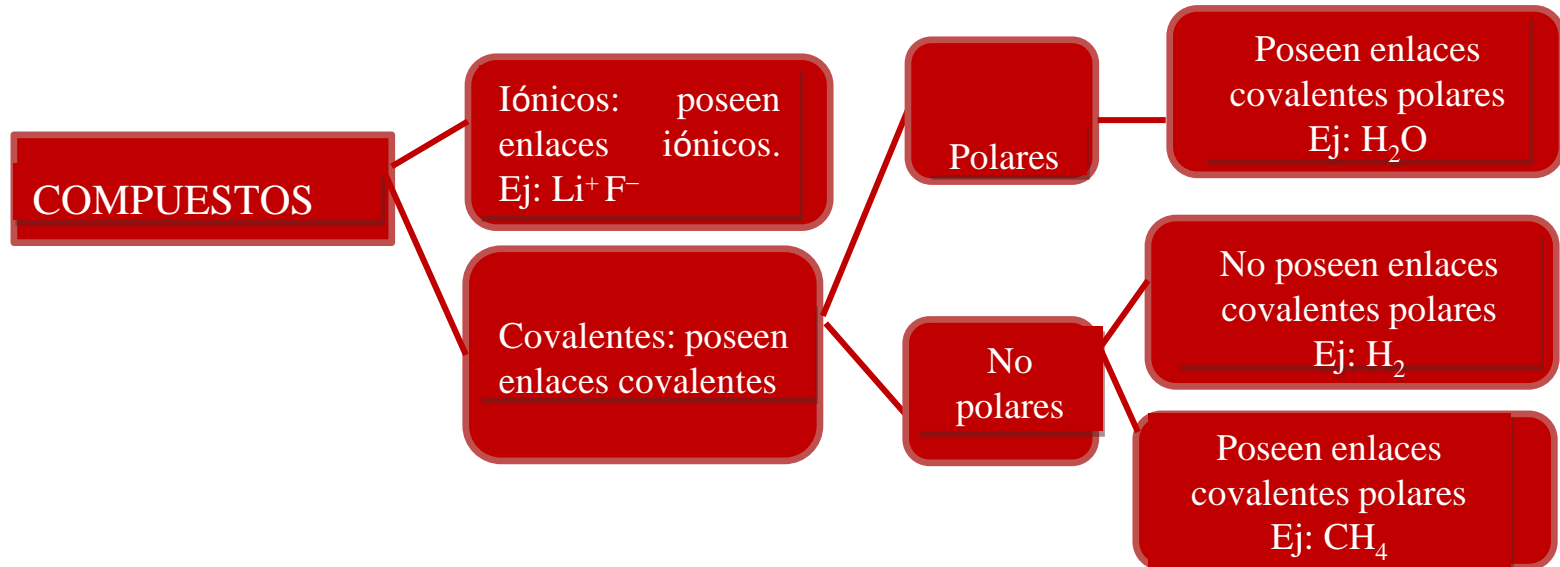 COMPUESTOS
Iónicos: poseen
enlaces iónicos.
Ej: Li⁺ F⁻
Covalentes: poseen
enlaces covalentes
Polares
Poseen enlaces
covalentes polares
Ej: H₂O
No
polares
No poseen enlaces
covalentes polares
Ej: H₂
Poseen enlaces
covalentes polares
Ej: CH₄